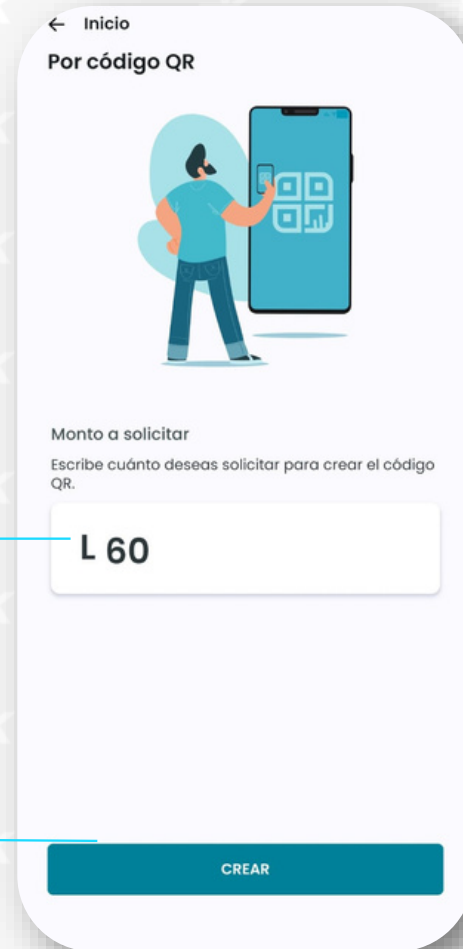 ← Inicio
Por código QR
Monto a solicitar
Escribe cuánto deseas solicitar para crear el código
QR.
L 60
CREAR